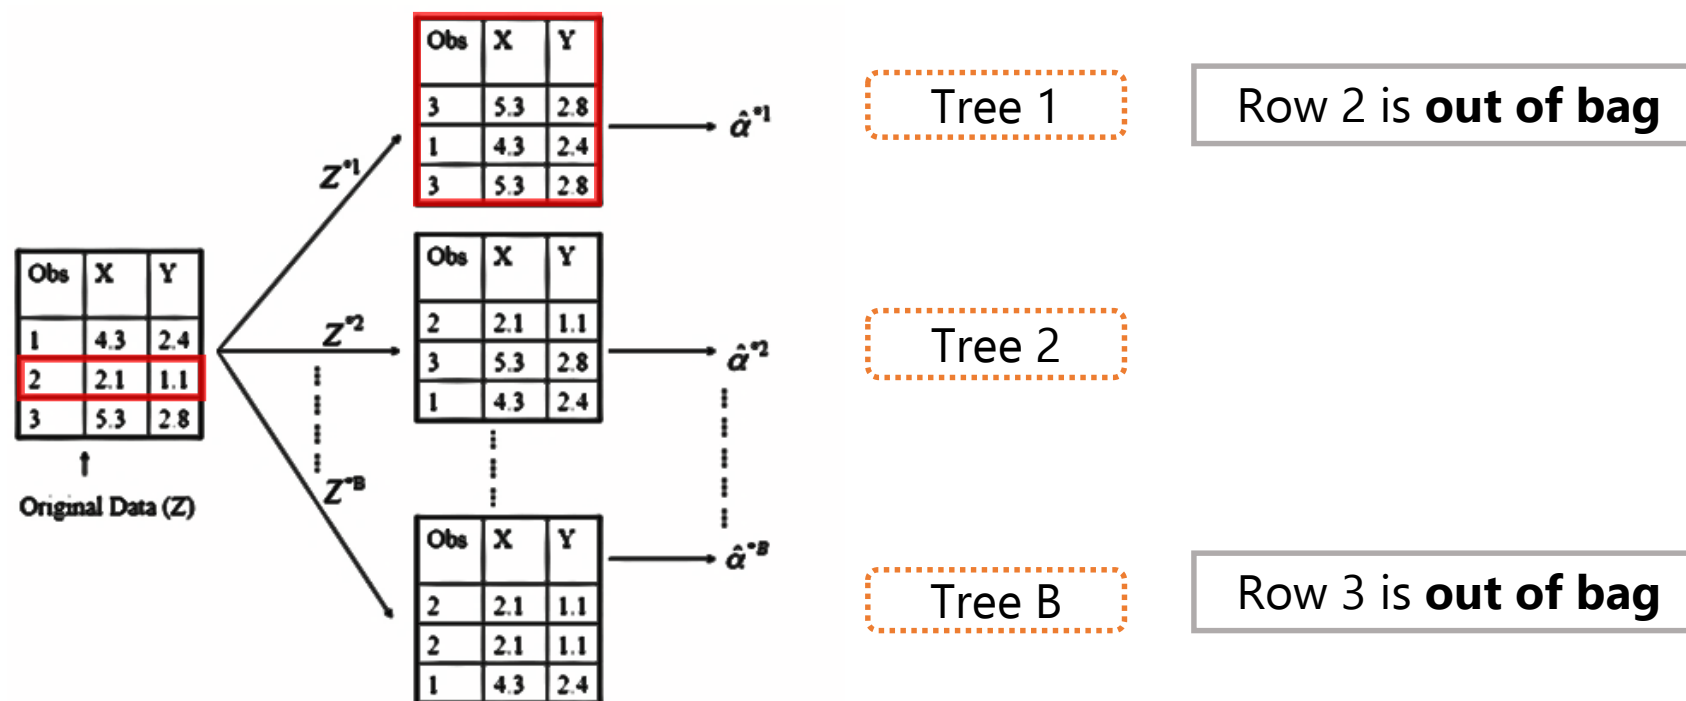 Obs X Y
3 5.3 2.8
1 4.3 2.4
3 5.3 2.8
Z*1
α̂*1
Tree 1
Row 2 is out of bag
Obs X Y
1 4.3 2.4
2 2.1 1.1
3 5.3 2.8
Original Data (Z)
Z*2
Obs X Y
2 2.1 1.1
3 5.3 2.8
1 4.3 2.4
α̂*2
Tree 2
Z*B
Obs X Y
2 2.1 1.1
2 2.1 1.1
1 4.3 2.4
α̂*B
Tree B
Row 3 is out of bag